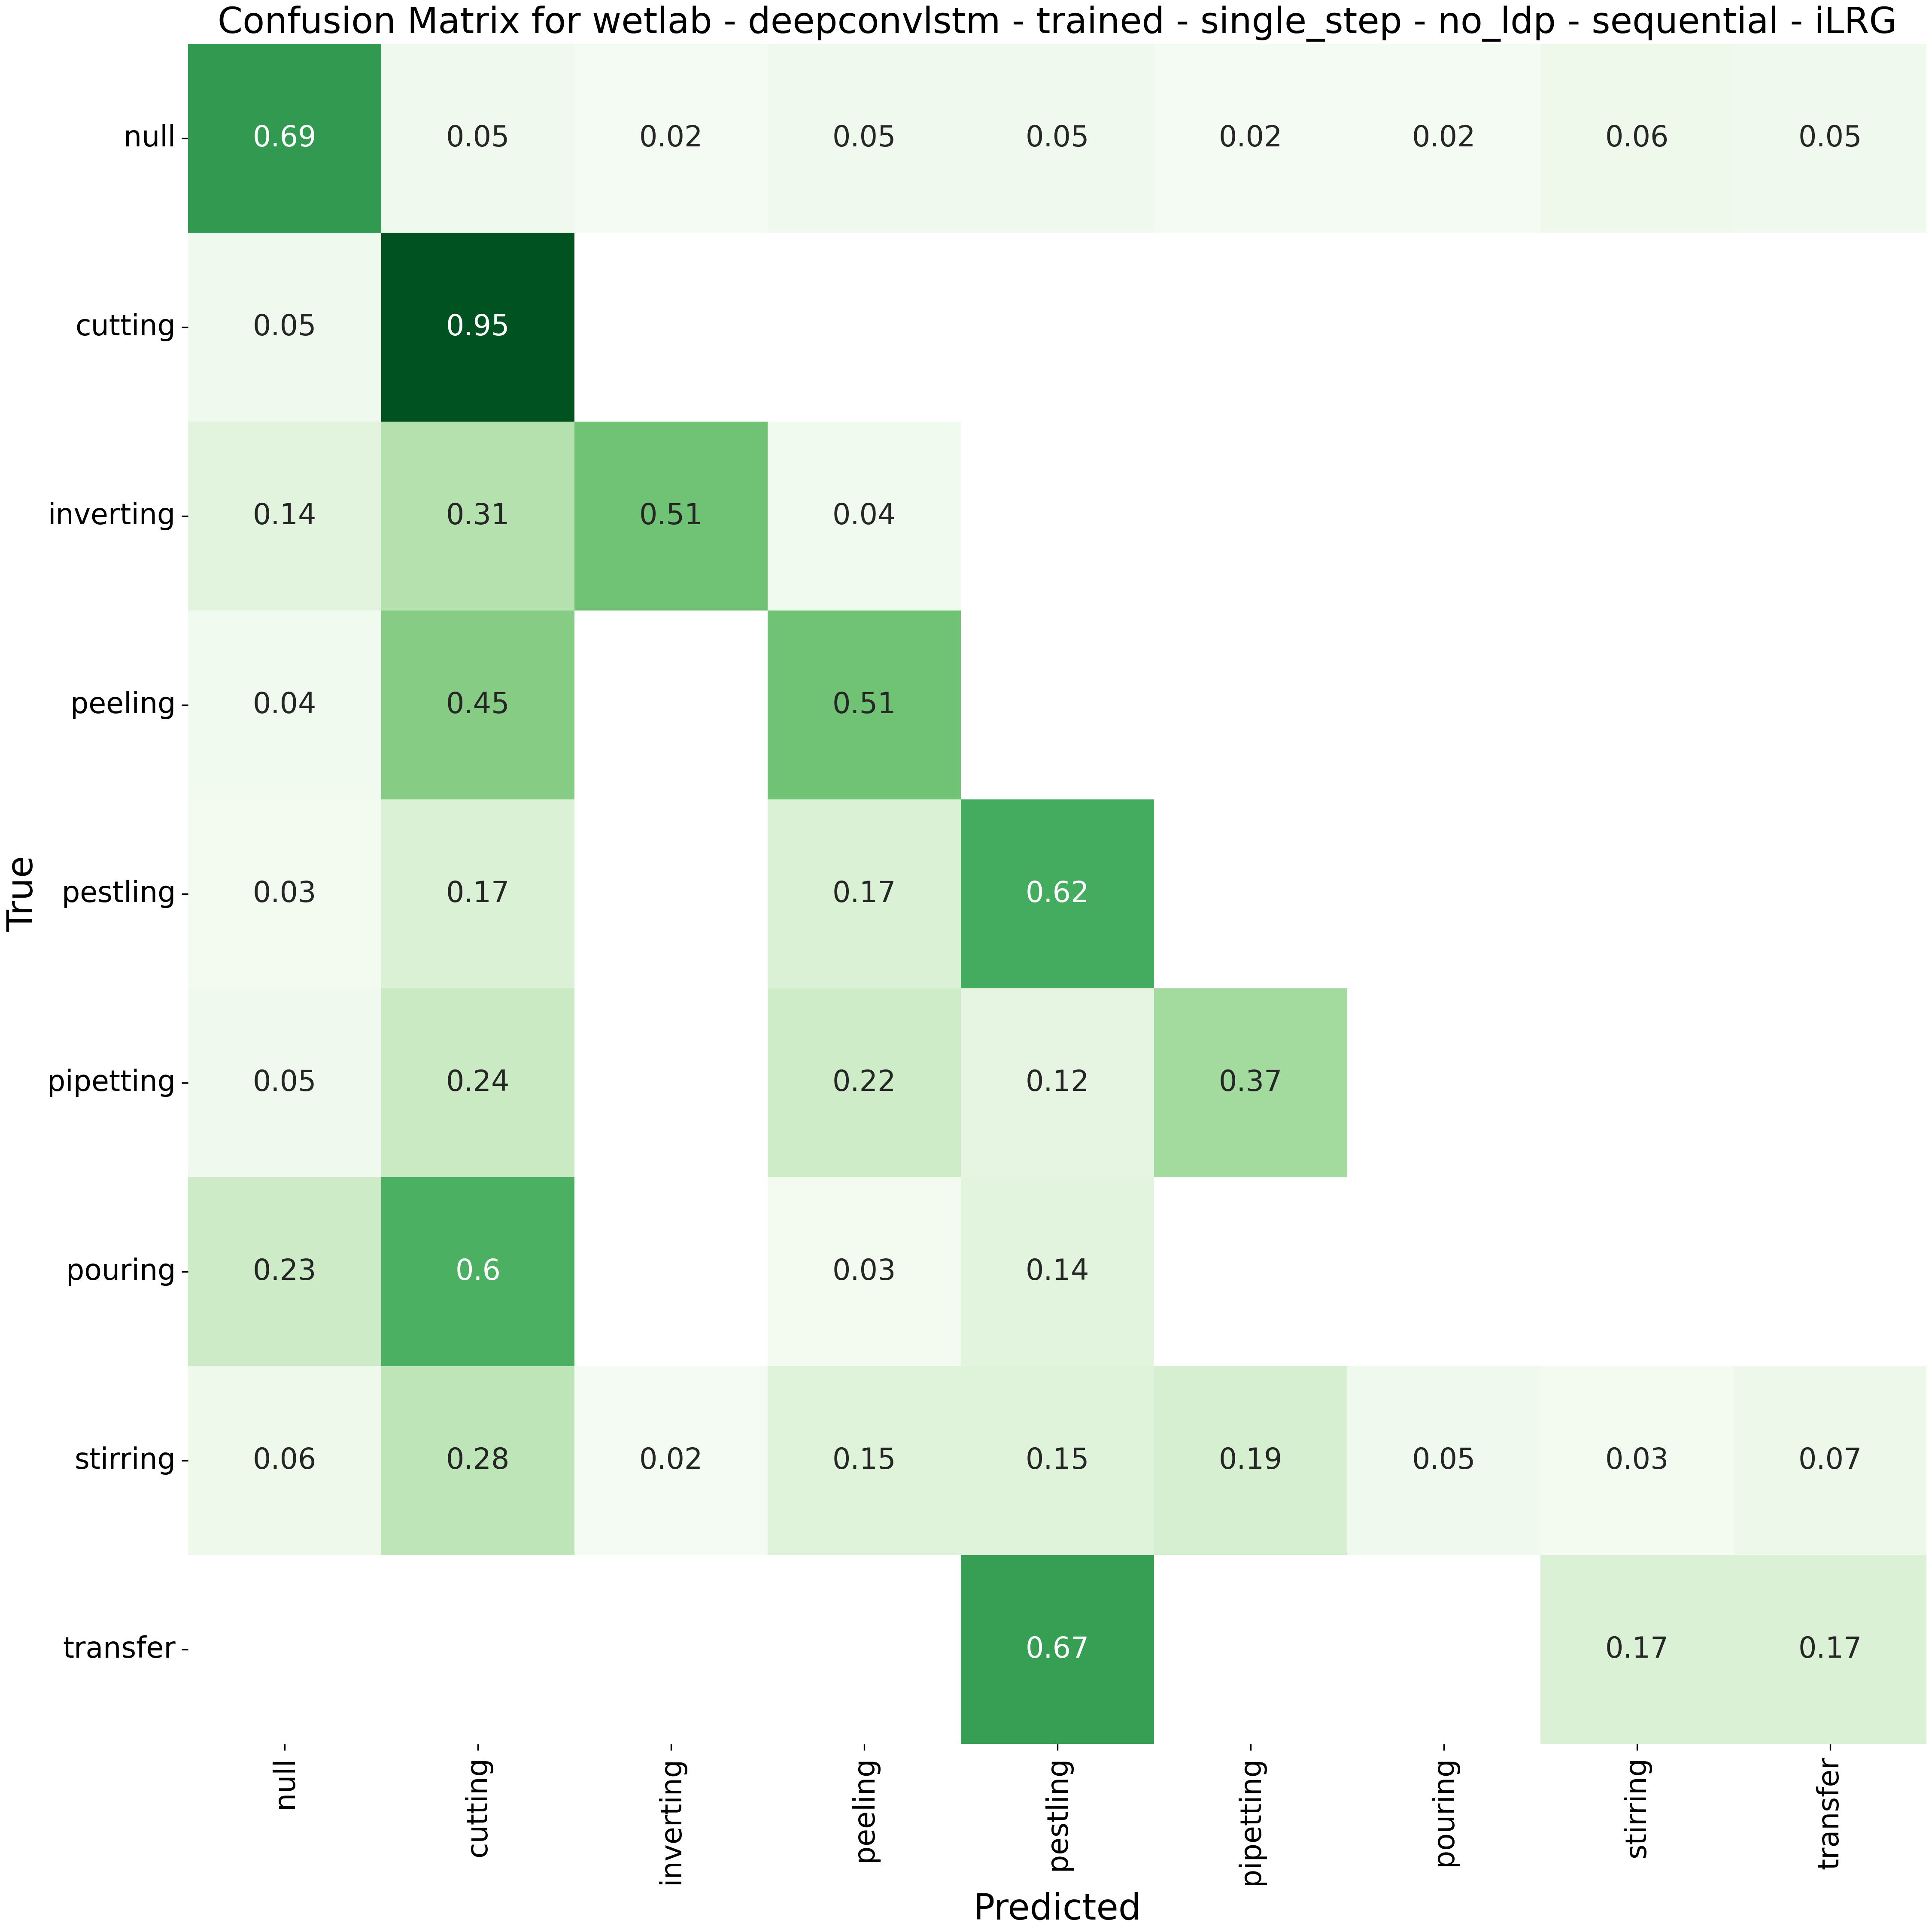 Confusion Matrix for wetlab - deepconvlstm - trained - single_step - no_ldp - sequential - iLRG
True
null 0.69 0.05 0.02 0.05 0.05 0.02 0.02 0.06 0.05
cutting 0.05 0.95
inverting 0.14 0.31 0.51 0.04
peeling 0.04 0.45 0.51
pestling 0.03 0.17 0.17 0.62
pipetting 0.05 0.24 0.22 0.12 0.37
pouring 0.23 0.6 0.03 0.14
stirring 0.06 0.28 0.02 0.15 0.15 0.19 0.05 0.03 0.07
transfer 0.67 0.17 0.17
null cutting inverting peeling pestling pipetting pouring stirring transfer
Predicted